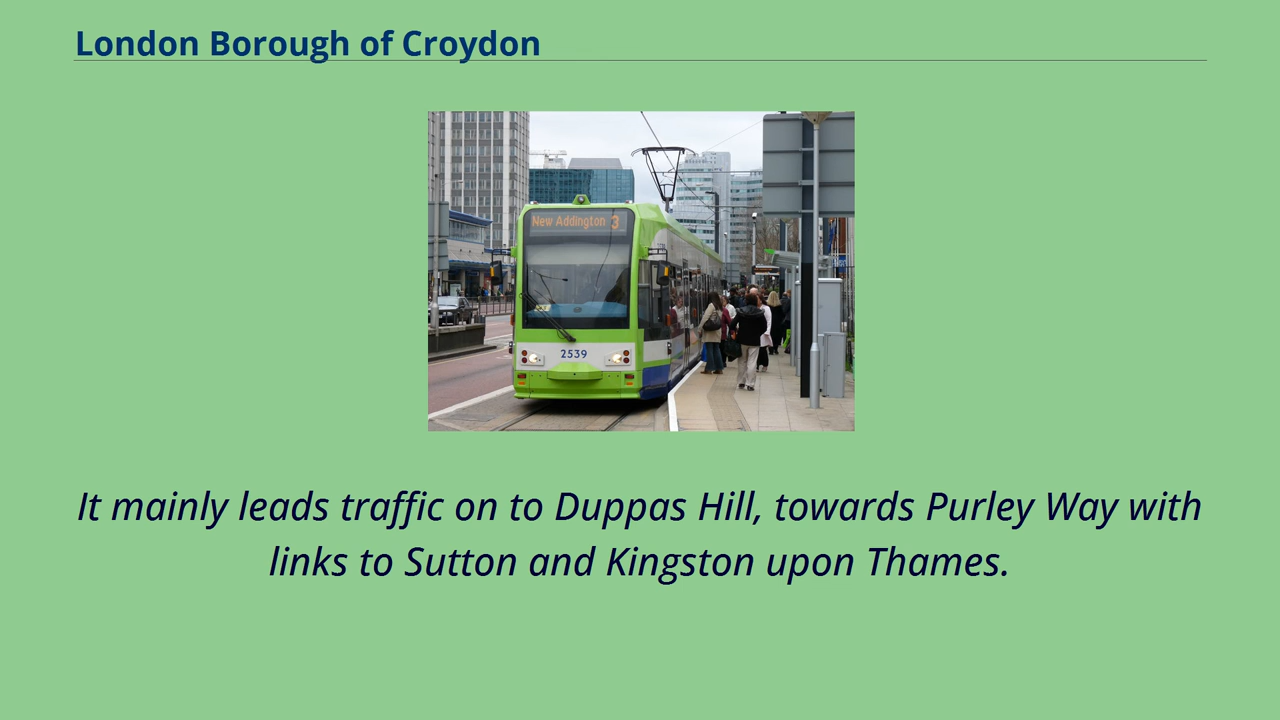 London Borough of Croydon
New Addington 3
2539
It mainly leads traffic on to Duppas Hill, towards Purley Way with
links to Sutton and Kingston upon Thames.